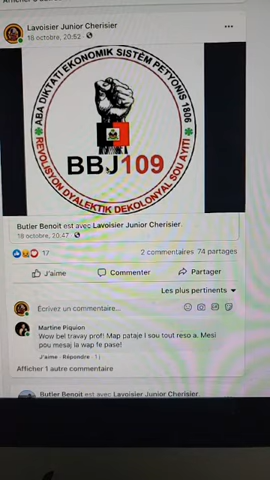 Lavoisier Junior Cherisier
18 octobre, 20:52
ABA DIKTATI EKONOMIK SISTÈM PETYONIS 1806
BBJ109
REVOLISYON DYALEKTIK DEKOLONYAL SOU AYITI
Butler Benoit est avec Lavoisier Junior Cherisier.
18 octobre, 20:47
17
2 commentaires 74 partages
J'aime
Commenter
Partager
Les plus pertinents
Écrivez un commentaire...
Martine Piquion
Wow bel travay prof! Map pataje l sou tout reso a. Mesi
pou mesaj la wap fe pase!
J'aime · Répondre · 1 j
Afficher 1 autre commentaire
Butler Benoit est avec Lavoisier Junior Cherisier